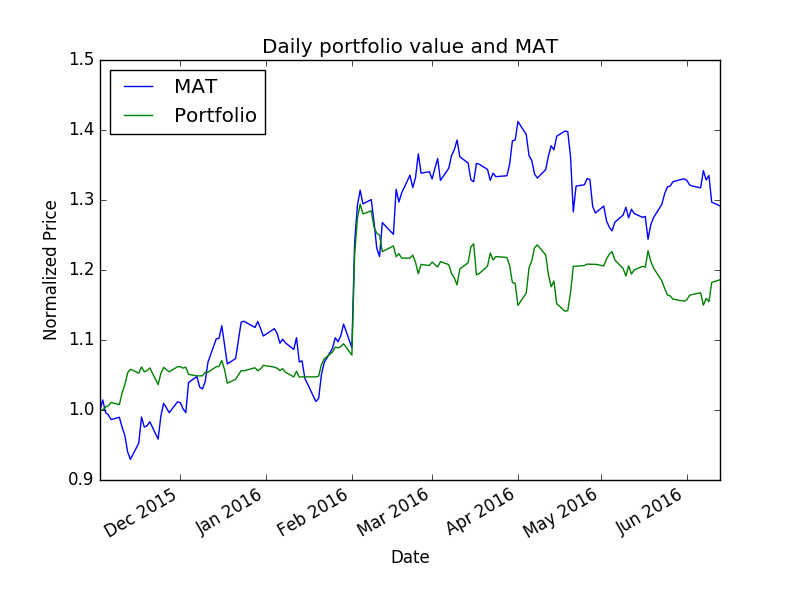 Daily portfolio value and MAT
1.5
1.4
1.3
1.2
1.1
1.0
0.9
Normalized Price
MAT
Portfolio
Dec 2015
Jan 2016
Feb 2016
Mar 2016
Apr 2016
May 2016
Jun 2016
Date